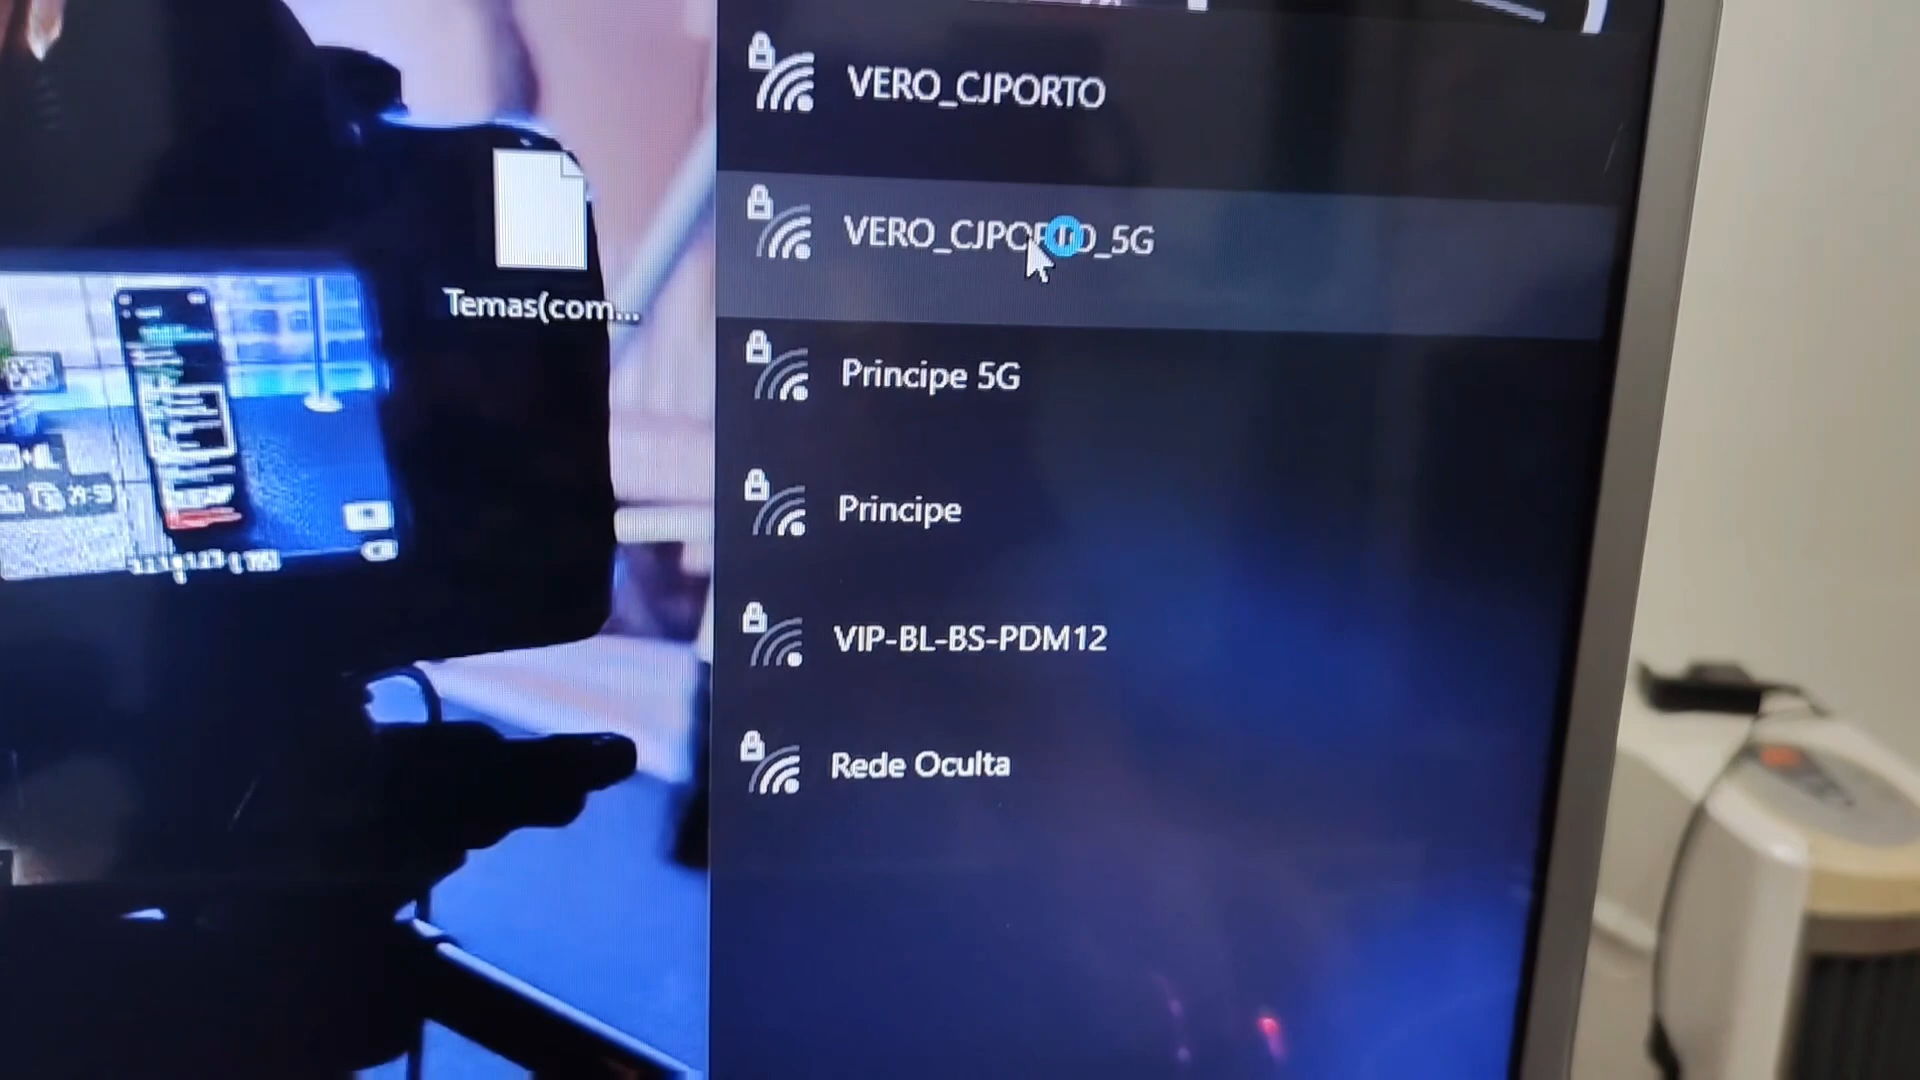 VERO_CJPORTO
VERO_CJPORTO_5G
Temas(com...
Principe 5G
Principe
VIP-BL-BS-PDM12
Rede Oculta